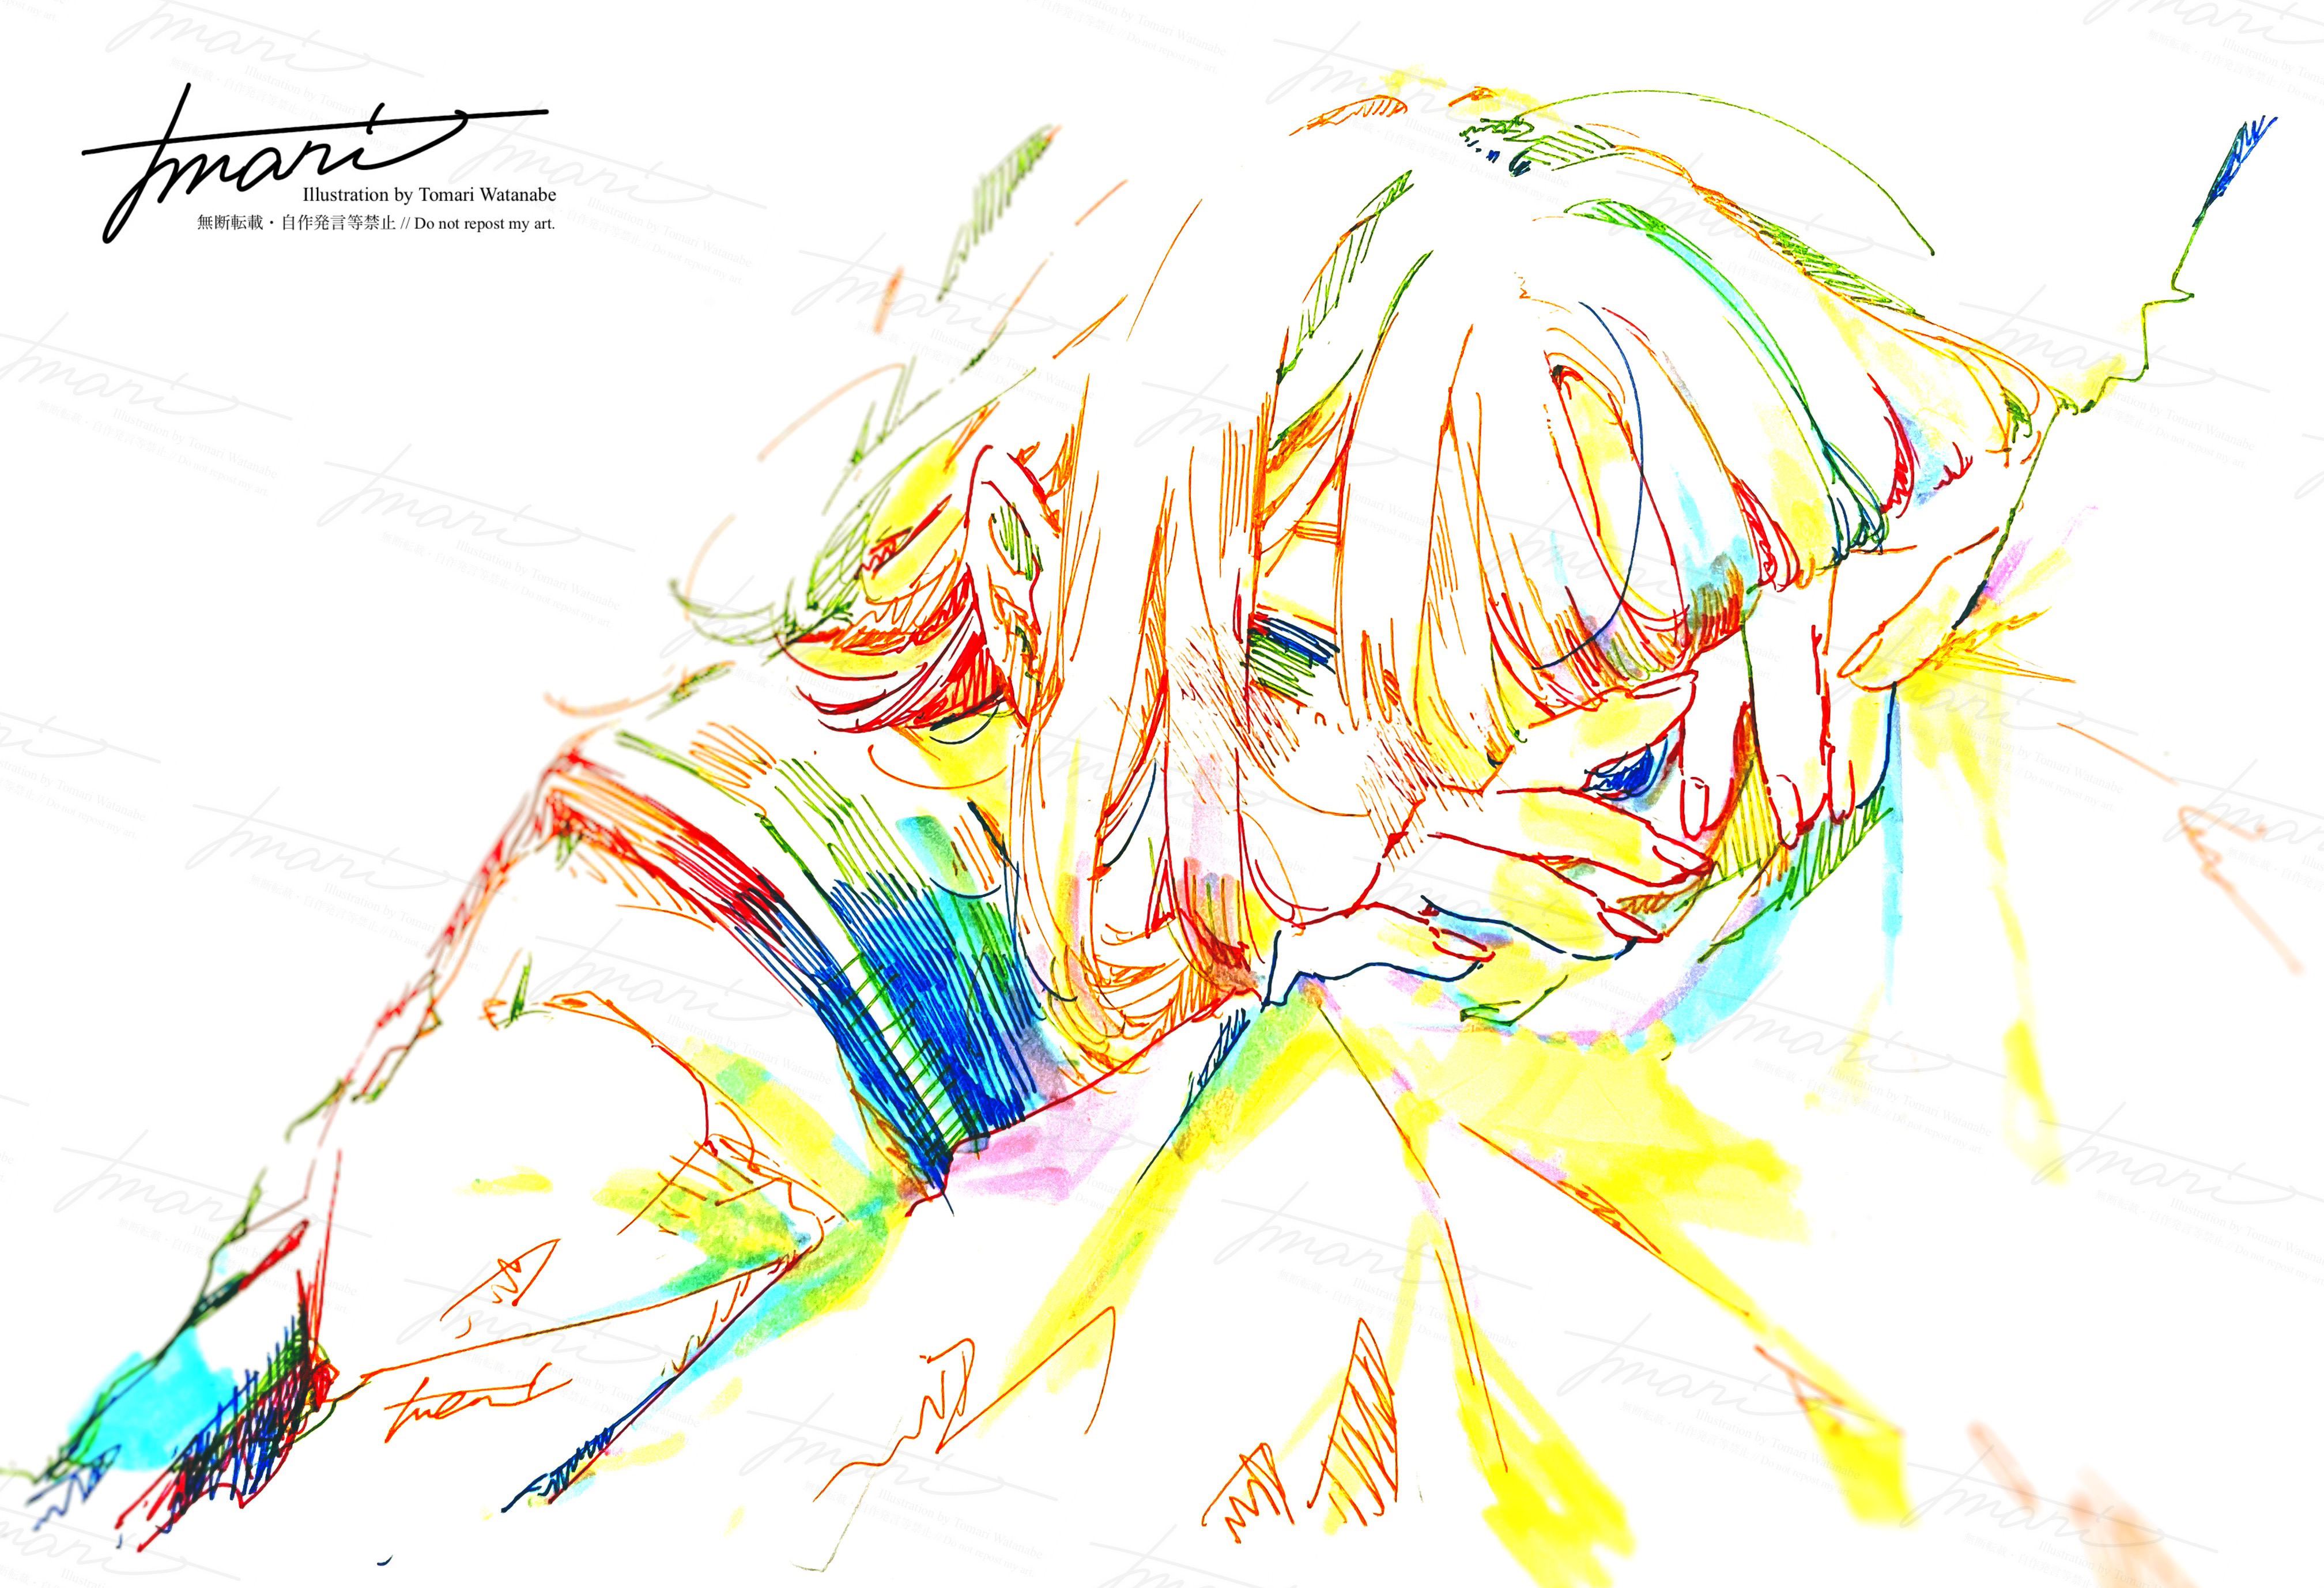 Tomari
Illustration by Tomari Watanabe
無断転載・自作発言等禁止 // Do not repost my art.